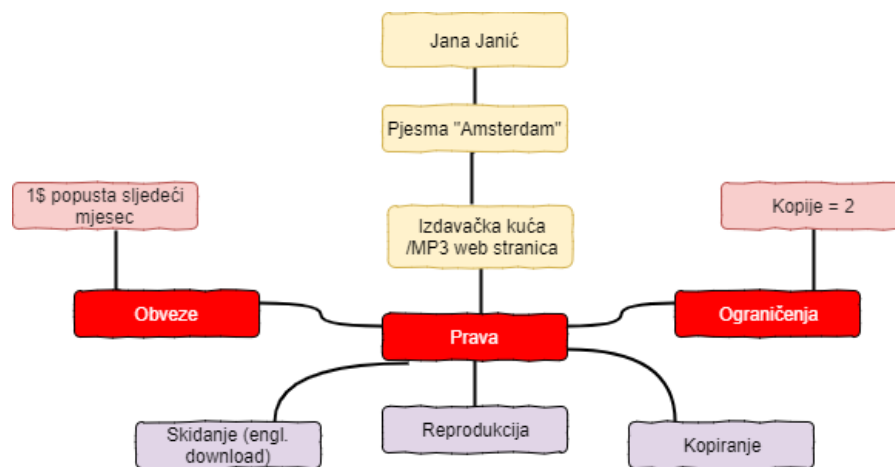 Jana Janić
Pjesma "Amsterdam"
1$ popusta sljedeći
mjesec
Izdavačka kuća
/MP3 web stranica
Kopije = 2
Obveze
Prava
Ograničenja
Skidanje (engl.
download)
Reprodukcija
Kopiranje